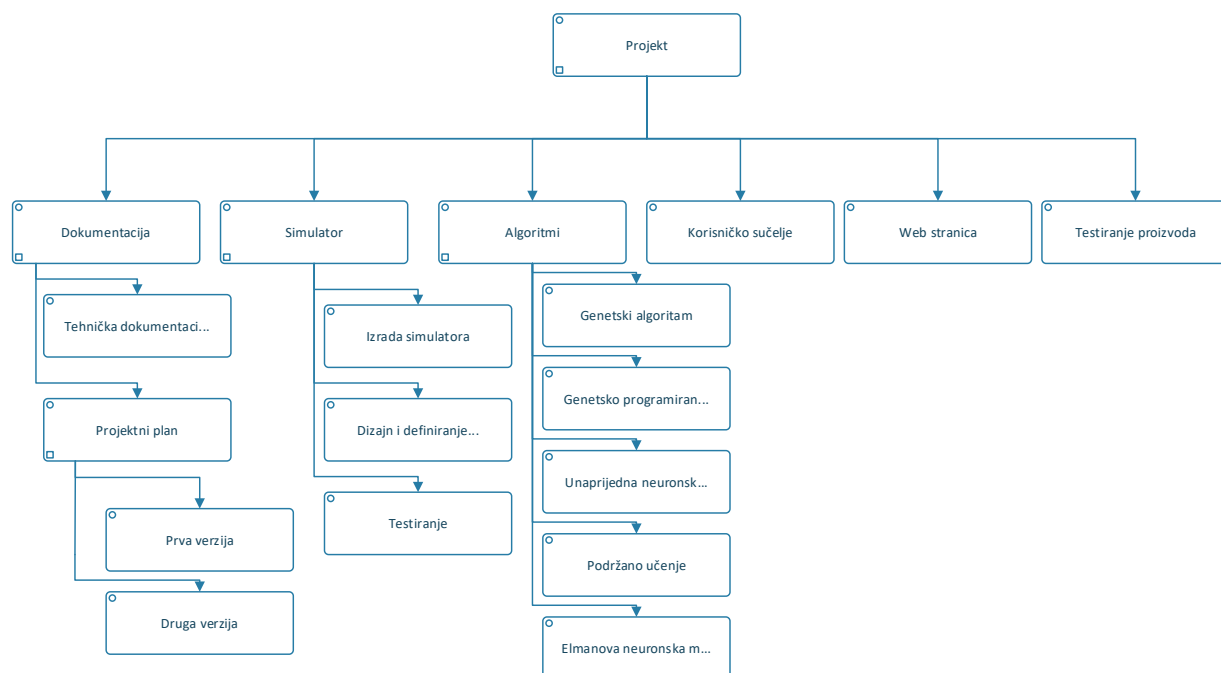 Projekt
Dokumentacija
Simulator
Algoritmi
Korisničko sučelje
Web stranica
Testiranje proizvoda
Tehnička dokumentaci...
Projektni plan
Prva verzija
Druga verzija
Izrada simulatora
Dizajn i definiranje...
Testiranje
Genetski algoritam
Genetsko programiran...
Unaprijedna neuronsk...
Podržano učenje
Elmanova neuronska m...